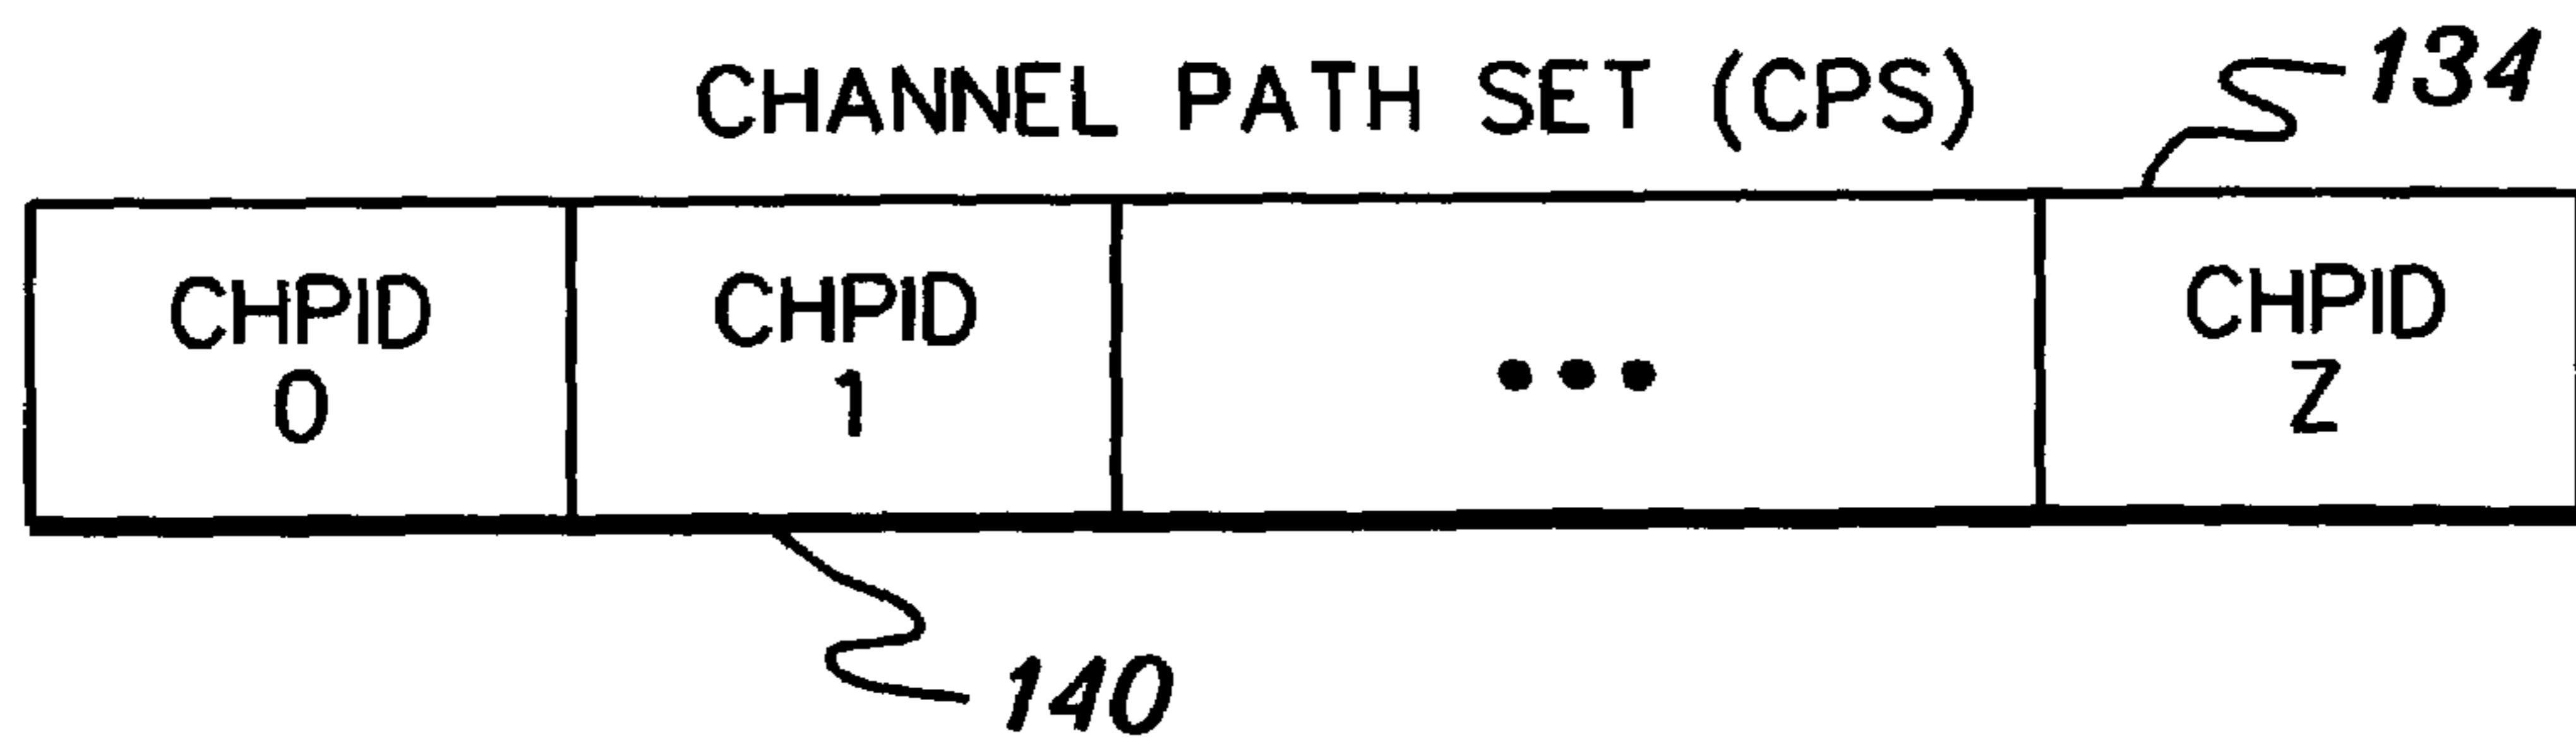 CHANNEL PATH SET (CPS)
134
CHPID
0
CHPID
1
•••
CHPID
Z
140